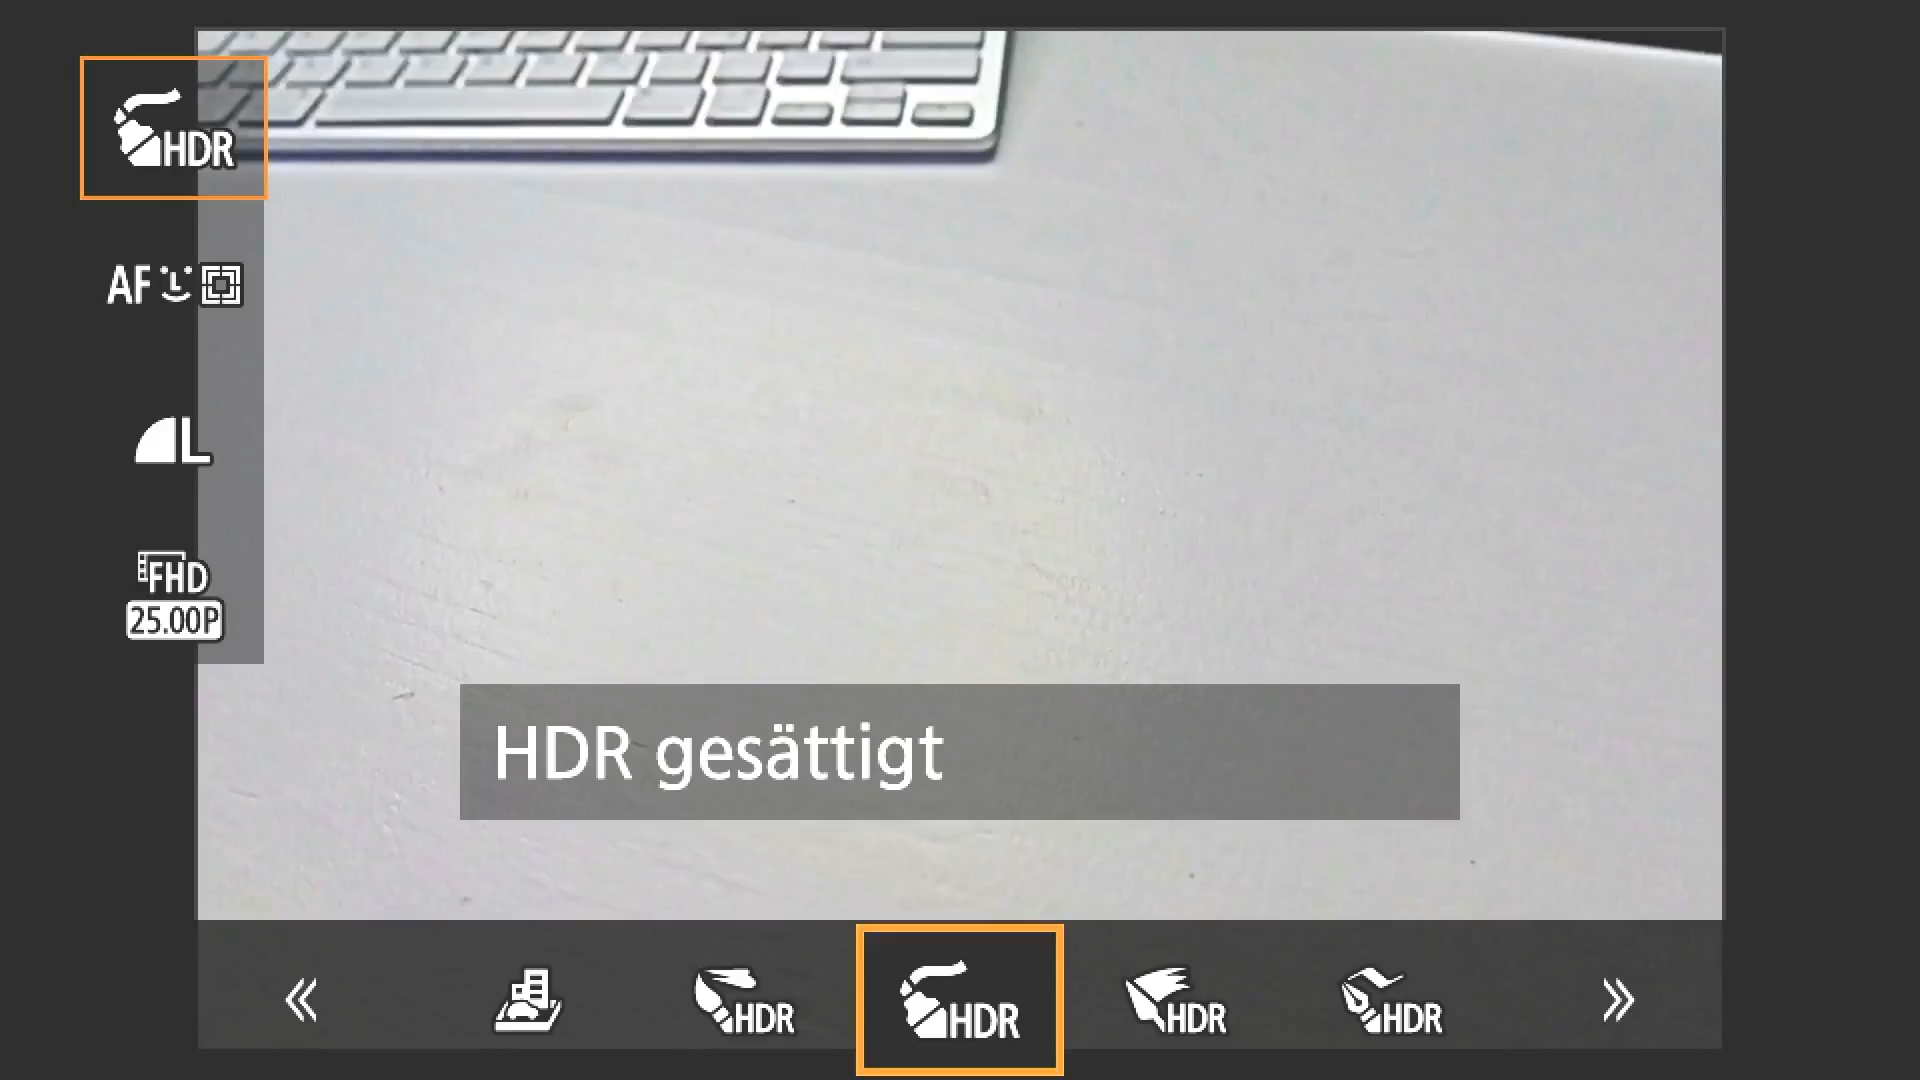 HDR
AF L
L
FHD
25.00P
HDR gesättigt
HDR HDR HDR HDR